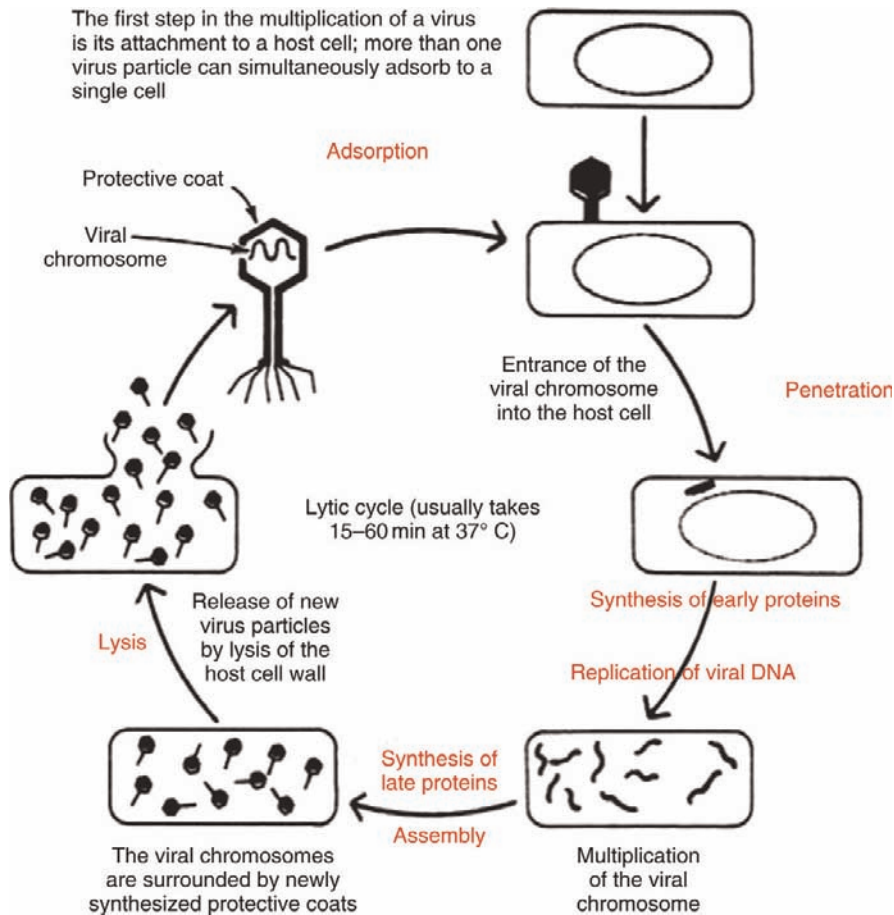 The first step in the multiplication of a virus
is its attachment to a host cell; more than one
virus particle can simultaneously adsorb to a
single cell
Adsorption
Protective coat
Viral
chromosome
Entrance of the
viral chromosome
into the host cell
Penetration
Lytic cycle (usually takes
15–60 min at 37° C)
Synthesis of early proteins
Replication of viral DNA
Release of new
virus particles
by lysis of the
host cell wall
Lysis
Synthesis of
late proteins
Assembly
The viral chromosomes
are surrounded by newly
synthesized protective coats
Multiplication
of the viral
chromosome